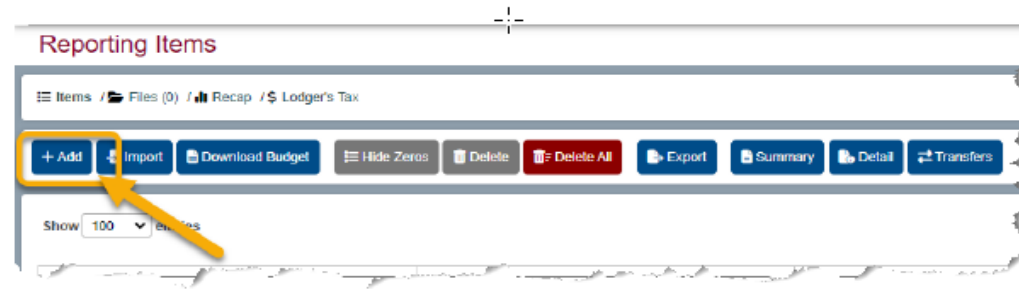 Reporting Items
Items / Files (0) / Recap / $ Lodger's Tax
+ Add Import Download Budget Hide Zeros Delete Delete All Export Summary Detail Transfers
Show 100 entries